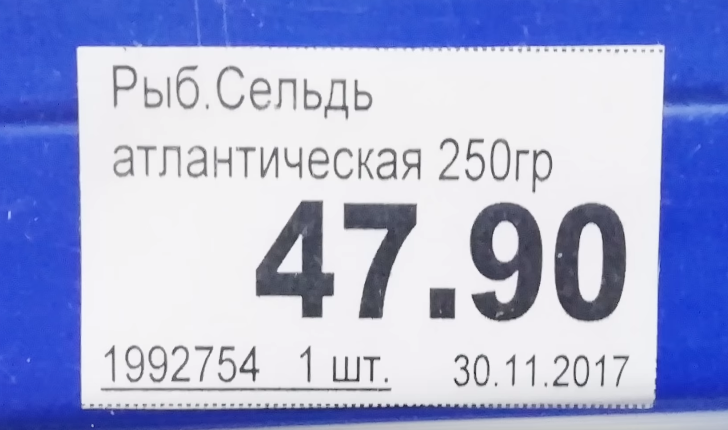 Рыб.Сельдь
атлантическая 250гр
47.90
1992754 1 шт. 30.11.2017